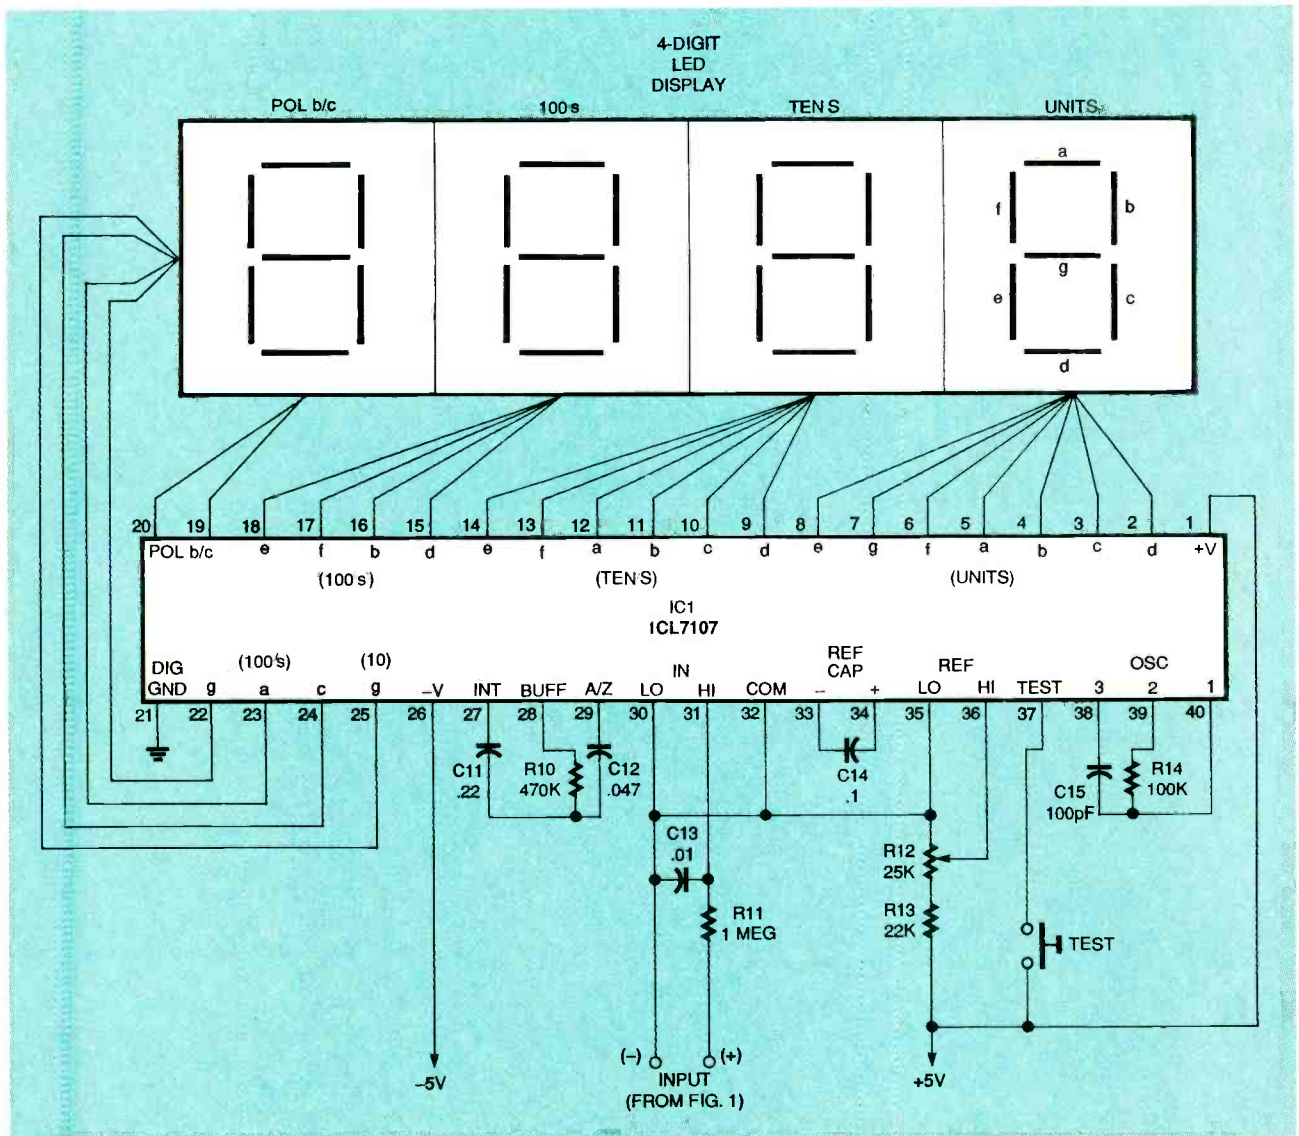 4-DIGIT
LED
DISPLAY
POL b/c 100's TENS UNITS
a
f b
g
e c
d
20 19 18 17 16 15 14 13 12 11 10 9 8 7 6 5 4 3 2 1
POL b/c e f b d e f a b c d e g f a b c d +V
(100's) (TENS) (UNITS)
IC1
1CL7107
DIG GND g a c g -V INT BUFF A/Z LO HI COM - + LO HI TEST 3 2 1
(100's) (10) IN REF CAP REF OSC
21 22 23 24 25 26 27 28 29 30 31 32 33 34 35 36 37 38 39 40
C11
.22
R10
470K
C12
.047
C14
.1
C15
100pF
R14
100K
C13
.01
R12
25K
R11
1 MEG
R13
22K
TEST
(-) (+)
-5V
INPUT
(FROM FIG. 1)
+5V